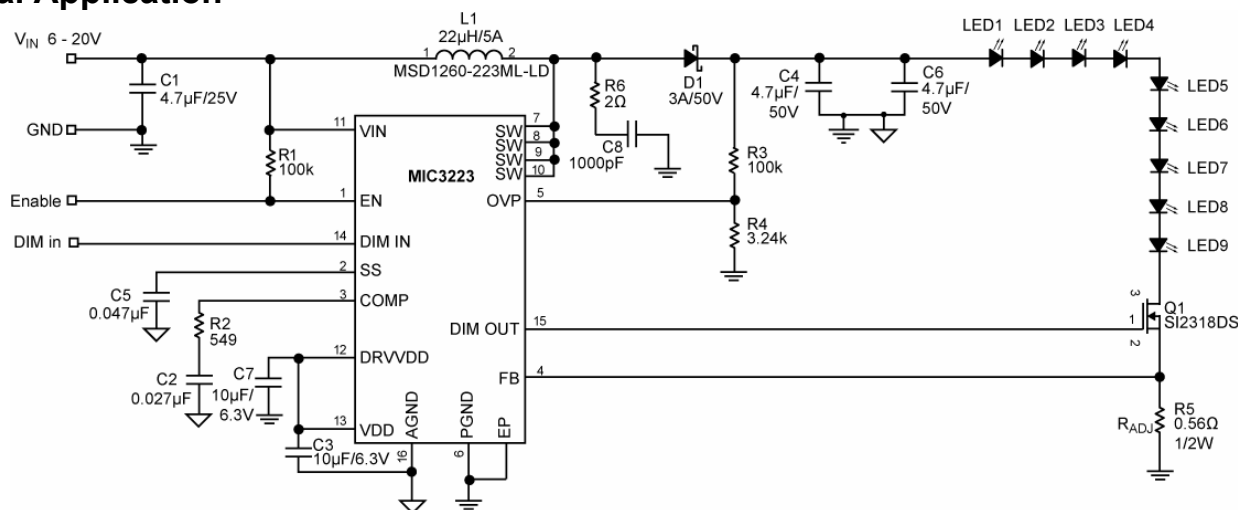 al Application
L1
22µH/5A
1 2
MSD1260-223ML-LD
VIN 6 - 20V
C1
4.7µF/25V
GND
R1
100k
Enable
DIM in
R6
2Ω
C8
1000pF
D1
3A/50V
R3
100k
R4
3.24k
C4
4.7µF/
50V
C6
4.7µF/
50V
LED1 LED2 LED3 LED4
LED5
LED6
LED7
LED8
LED9
MIC3223
11 VIN
1 EN
14 DIM IN
2 SS
3 COMP
12 DRVVDD
13 VDD
SW 7
SW 8
SW 9
SW 10
OVP 5
DIM OUT 15
FB 4
AGND 16
PGND 6
EP
C5
0.047µF
R2
549
C2
0.027µF
C7
10µF/
6.3V
C3
10µF/6.3V
3
1
2
Q1
SI2318DS
RADJ
R5
0.56Ω
1/2W